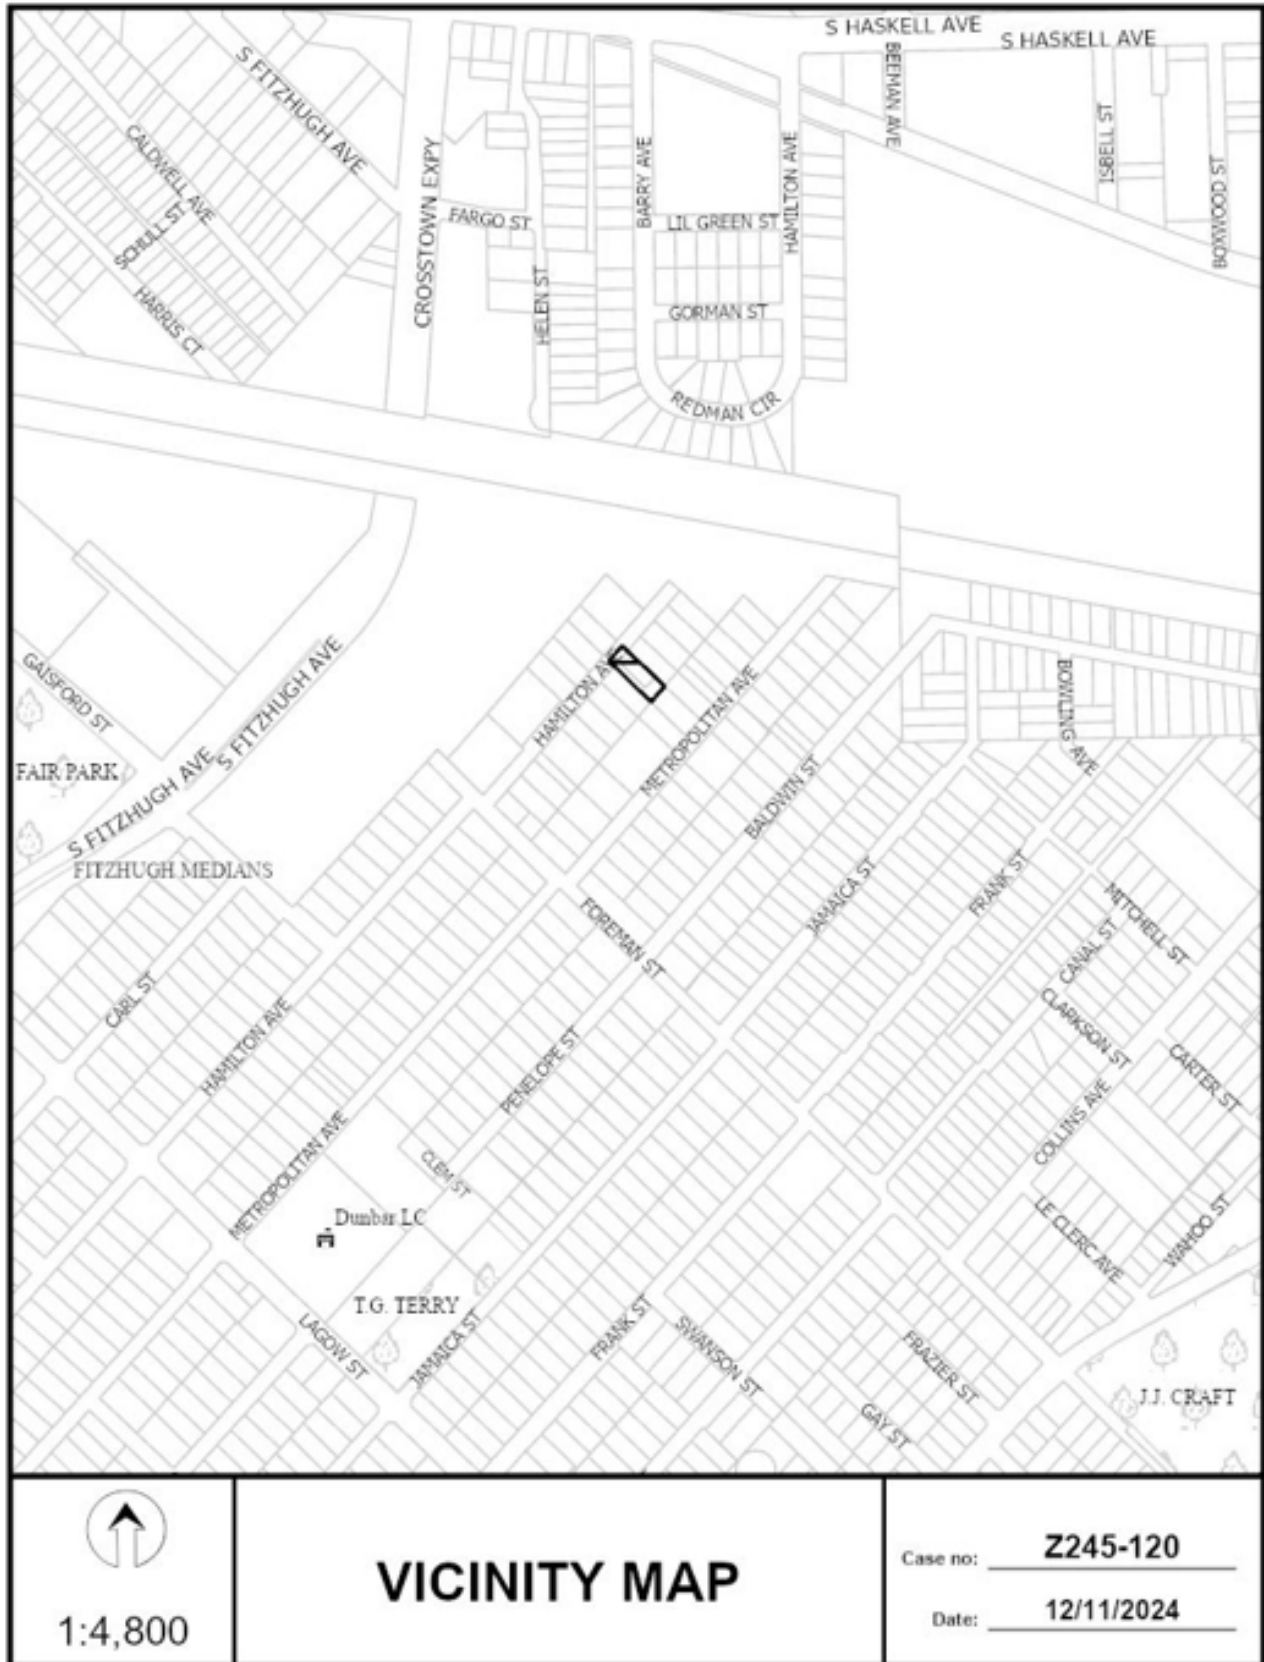 S HASKELL AVE
S HASKELL AVE
S FITZHUGH AVE
BEEMAN AVE
CALDWELL AVE
CROSSTOWN EXPY
BARRY AVE
HAMILTON AVE
ISBELL ST
BOXWOOD ST
SCHULL ST
FARGO ST
LIL GREEN ST
HARRIS CT
HELEN ST
GORMAN ST
REDMAN CIR
GAISFORD ST
S FITZHUGH AVE
HAMILTON AVE
METROPOLITAN AVE
BOWLING AVE
FAIR PARK
S FITZHUGH AVE
BALDWIN ST
FITZHUGH MEDIANS
JAMAICA ST
FRANK ST
FOREMAN ST
MITCHELL ST
CANAL ST
CARL ST
CLARKSON ST
HAMILTON AVE
PENELOPE ST
CARTER ST
COLLINS AVE
METROPOLITAN AVE
CLEM ST
Dunbar LC
LE CLERC AVE
WAHOO ST
T.G. TERRY
LAGOW ST
JAMAICA ST
FRANK ST
SWANSON ST
FRAZIER ST
J.J. CRAFT
GAY ST
1:4,800
VICINITY MAP
Case no: Z245-120
Date: 12/11/2024